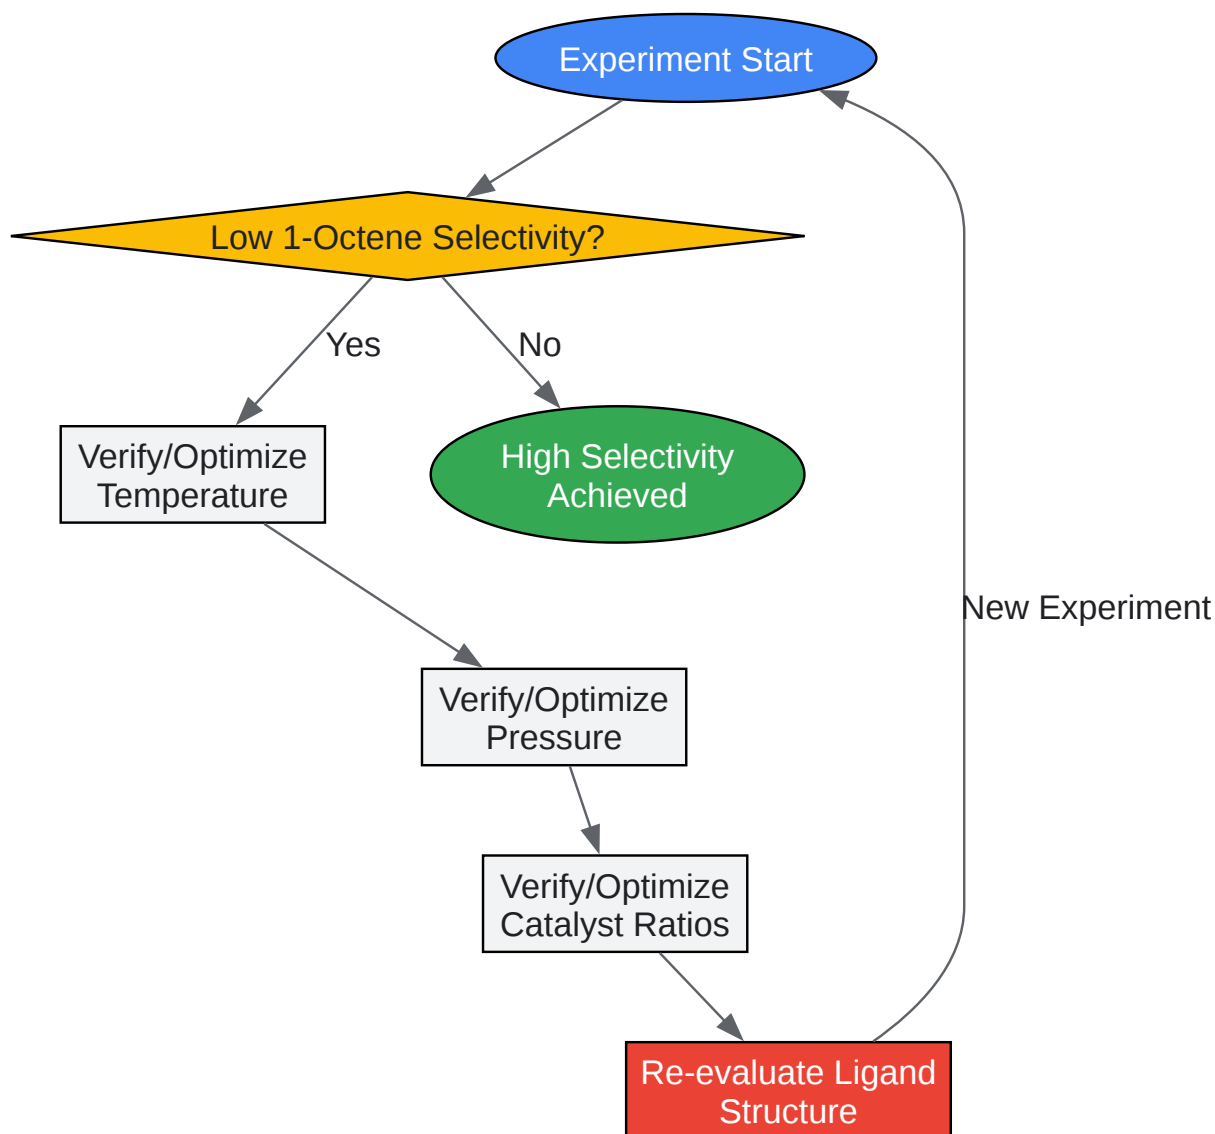 Experiment Start
Low 1-Octene Selectivity?
Yes
No
Verify/Optimize
Temperature
High Selectivity
Achieved
New Experiment
Verify/Optimize
Pressure
Verify/Optimize
Catalyst Ratios
Re-evaluate Ligand
Structure